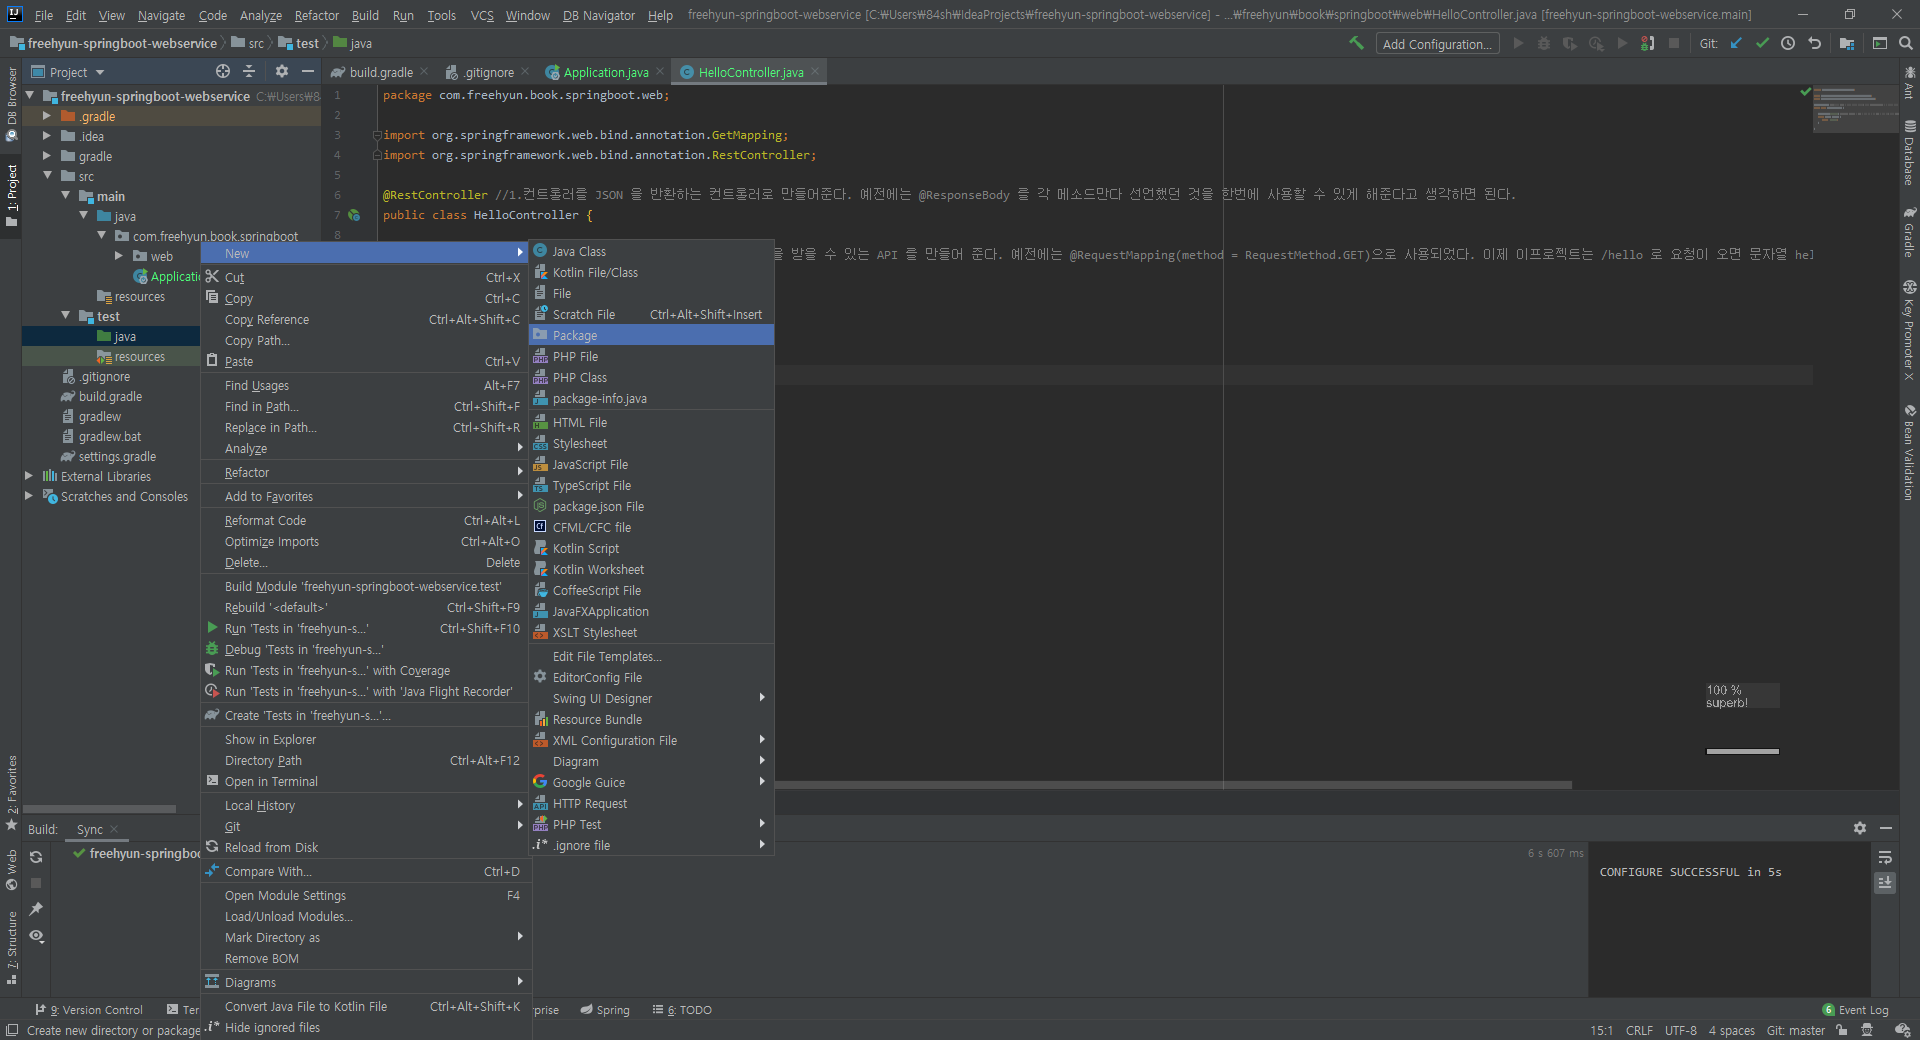 File Edit View Navigate Code Analyze Refactor Build Run Tools VCS Window DB Navigator Help freehyun-springboot-webservice [C:₩Users₩84sh₩IdeaProjects₩freehyun-springboot-webservice] - ...₩freehyun₩book₩springboot₩web₩HelloController.java [freehyun-springboot-webservice.main]
freehyun-springboot-webservice src test java Add Configuration... Git:
Project build.gradle .gitignore Application.java HelloController.java
DB Browser
1: Project
2: Favorites
Web
7: Structure
freehyun-springboot-webservice C:₩Users₩8
.gradle
.idea
gradle
src
main
java
com.freehyun.book.springboot
web
Applicatio
resources
test
java
resources
.gitignore
build.gradle
gradlew
gradlew.bat
settings.gradle
External Libraries
Scratches and Consoles
1 package com.freehyun.book.springboot.web;
2
3 import org.springframework.web.bind.annotation.GetMapping;
4 import org.springframework.web.bind.annotation.RestController;
5
6 @RestController //1.컨트롤러를 JSON 을 반환하는 컨트롤러로 만들어준다. 예전에는 @ResponseBody 를 각 메소드만다 선언했던 것을 한번에 사용할 수 있게 해준다고 생각하면 된다.
7 public class HelloController {
8
을 받을 수 있는 API 를 만들어 준다. 예전에는 @RequestMapping(method = RequestMethod.GET)으로 사용되었다. 이제 이프로젝트는 /hello 로 요청이 오면 문자열 hel
New
Cut Ctrl+X
Copy Ctrl+C
Copy Reference Ctrl+Alt+Shift+C
Copy Path...
Paste Ctrl+V
Find Usages Alt+F7
Find in Path... Ctrl+Shift+F
Replace in Path... Ctrl+Shift+R
Analyze
Refactor
Add to Favorites
Reformat Code Ctrl+Alt+L
Optimize Imports Ctrl+Alt+O
Delete... Delete
Build Module 'freehyun-springboot-webservice.test'
Rebuild '<default>' Ctrl+Shift+F9
Run 'Tests in 'freehyun-s...' Ctrl+Shift+F10
Debug 'Tests in 'freehyun-s...'
Run 'Tests in 'freehyun-s...' with Coverage
Run 'Tests in 'freehyun-s...' with 'Java Flight Recorder'
Create 'Tests in 'freehyun-s...'...
Show in Explorer
Directory Path Ctrl+Alt+F12
Open in Terminal
Local History
Git
Reload from Disk
Compare With... Ctrl+D
Open Module Settings F4
Load/Unload Modules...
Mark Directory as
Remove BOM
Diagrams
Convert Java File to Kotlin File Ctrl+Alt+Shift+K
Hide ignored files
Java Class
Kotlin File/Class
File
Scratch File Ctrl+Alt+Shift+Insert
Package
PHP File
PHP Class
package-info.java
HTML File
Stylesheet
JavaScript File
TypeScript File
package.json File
CFML/CFC file
Kotlin Script
Kotlin Worksheet
CoffeeScript File
JavaFXApplication
XSLT Stylesheet
Edit File Templates...
EditorConfig File
Swing UI Designer
Resource Bundle
XML Configuration File
Diagram
Google Guice
HTTP Request
PHP Test
.ignore file
100 %
superb!
Ant
Database
Gradle
Key Promoter X
Bean Validation
Build: Sync
freehyun-springboo
6 s 607 ms
CONFIGURE SUCCESSFUL in 5s
9: Version Control Ter prise Spring 6: TODO 6 Event Log
Create new directory or package 15:1 CRLF UTF-8 4 spaces Git: master